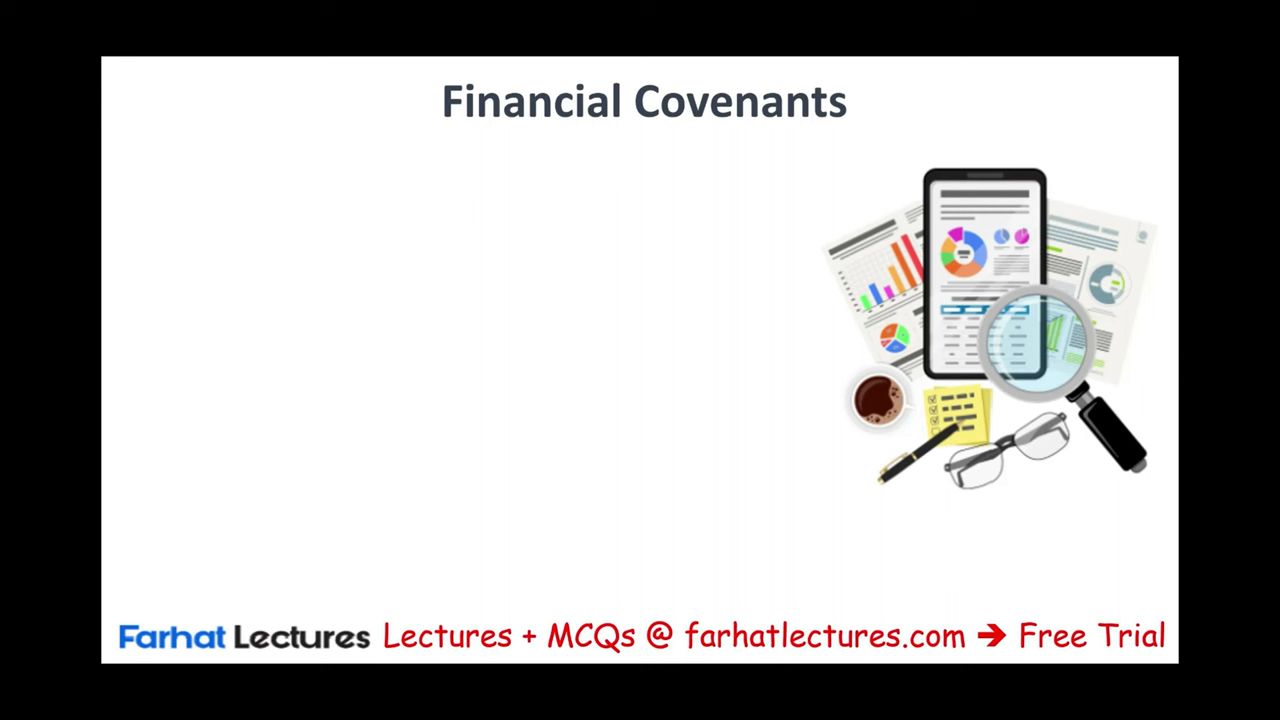 Financial Covenants
Farhat Lectures Lectures + MCQs @ farhatlectures.com ➔ Free Trial